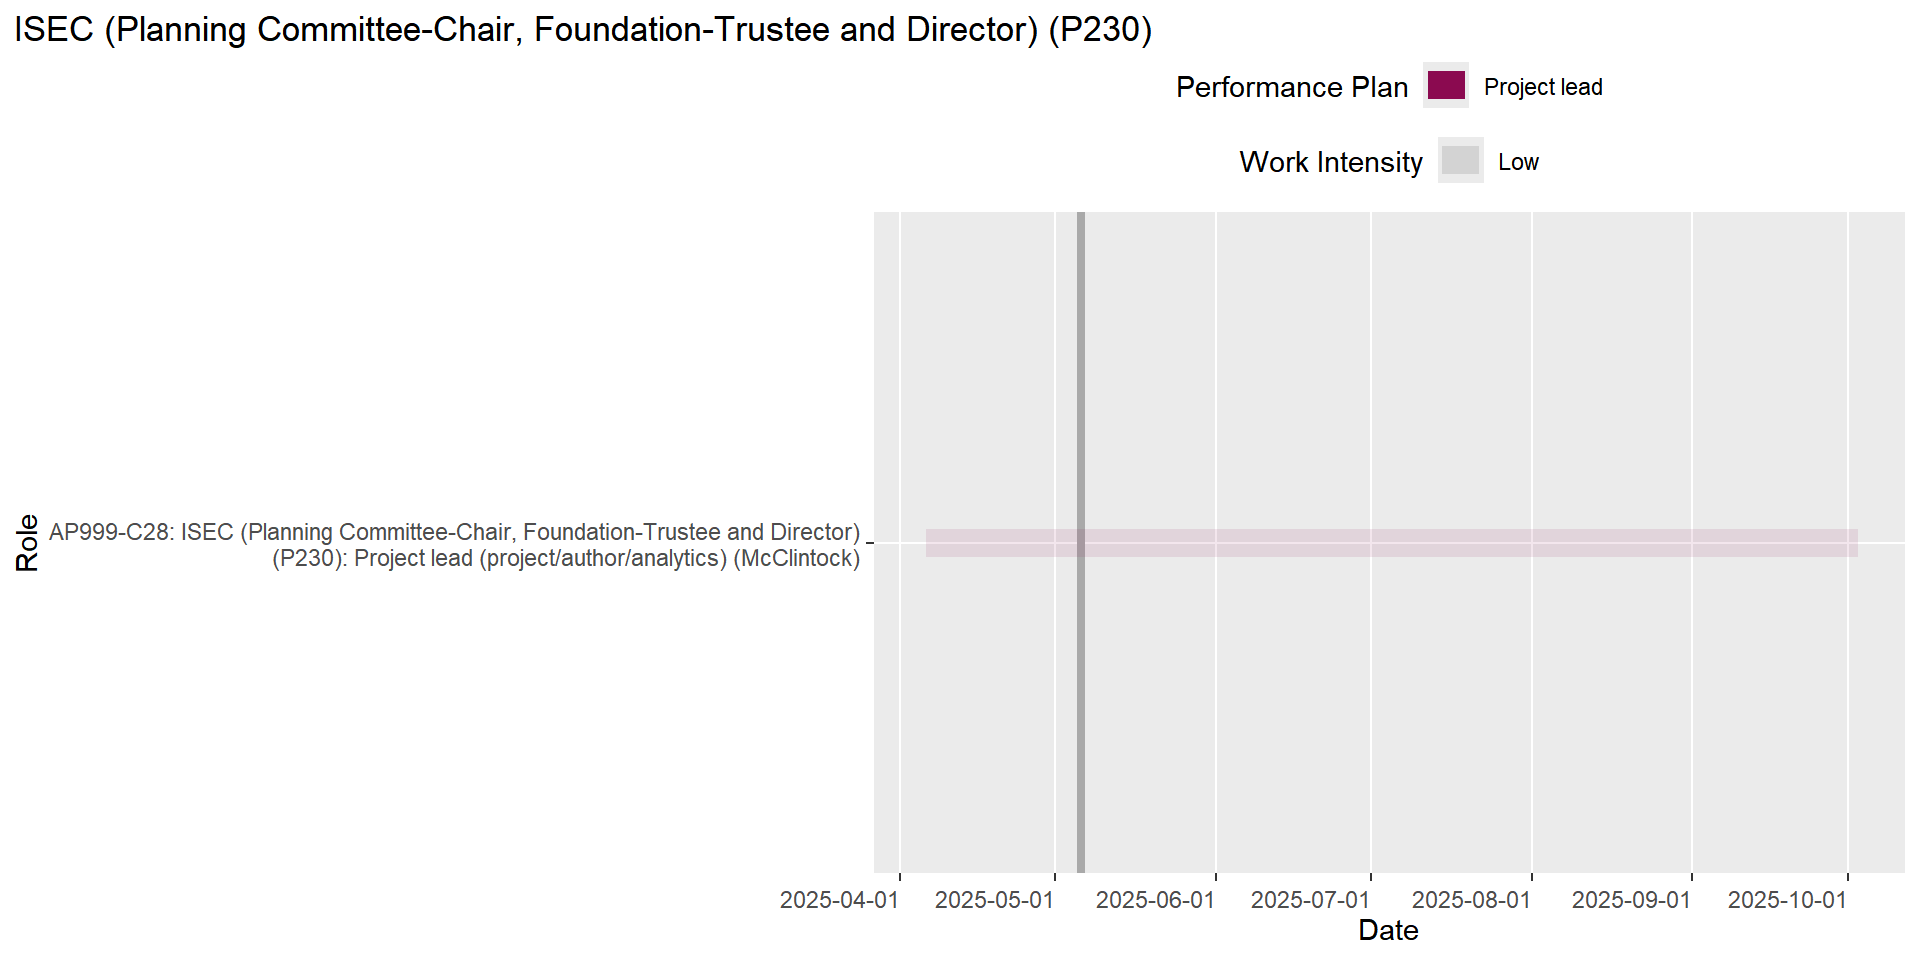 ISEC (Planning Committee-Chair, Foundation-Trustee and Director) (P230)
Performance Plan Project lead
Work Intensity Low
Role
AP999-C28: ISEC (Planning Committee-Chair, Foundation-Trustee and Director)
(P230): Project lead (project/author/analytics) (McClintock)
2025-04-01 2025-05-01 2025-06-01 2025-07-01 2025-08-01 2025-09-01 2025-10-01
Date